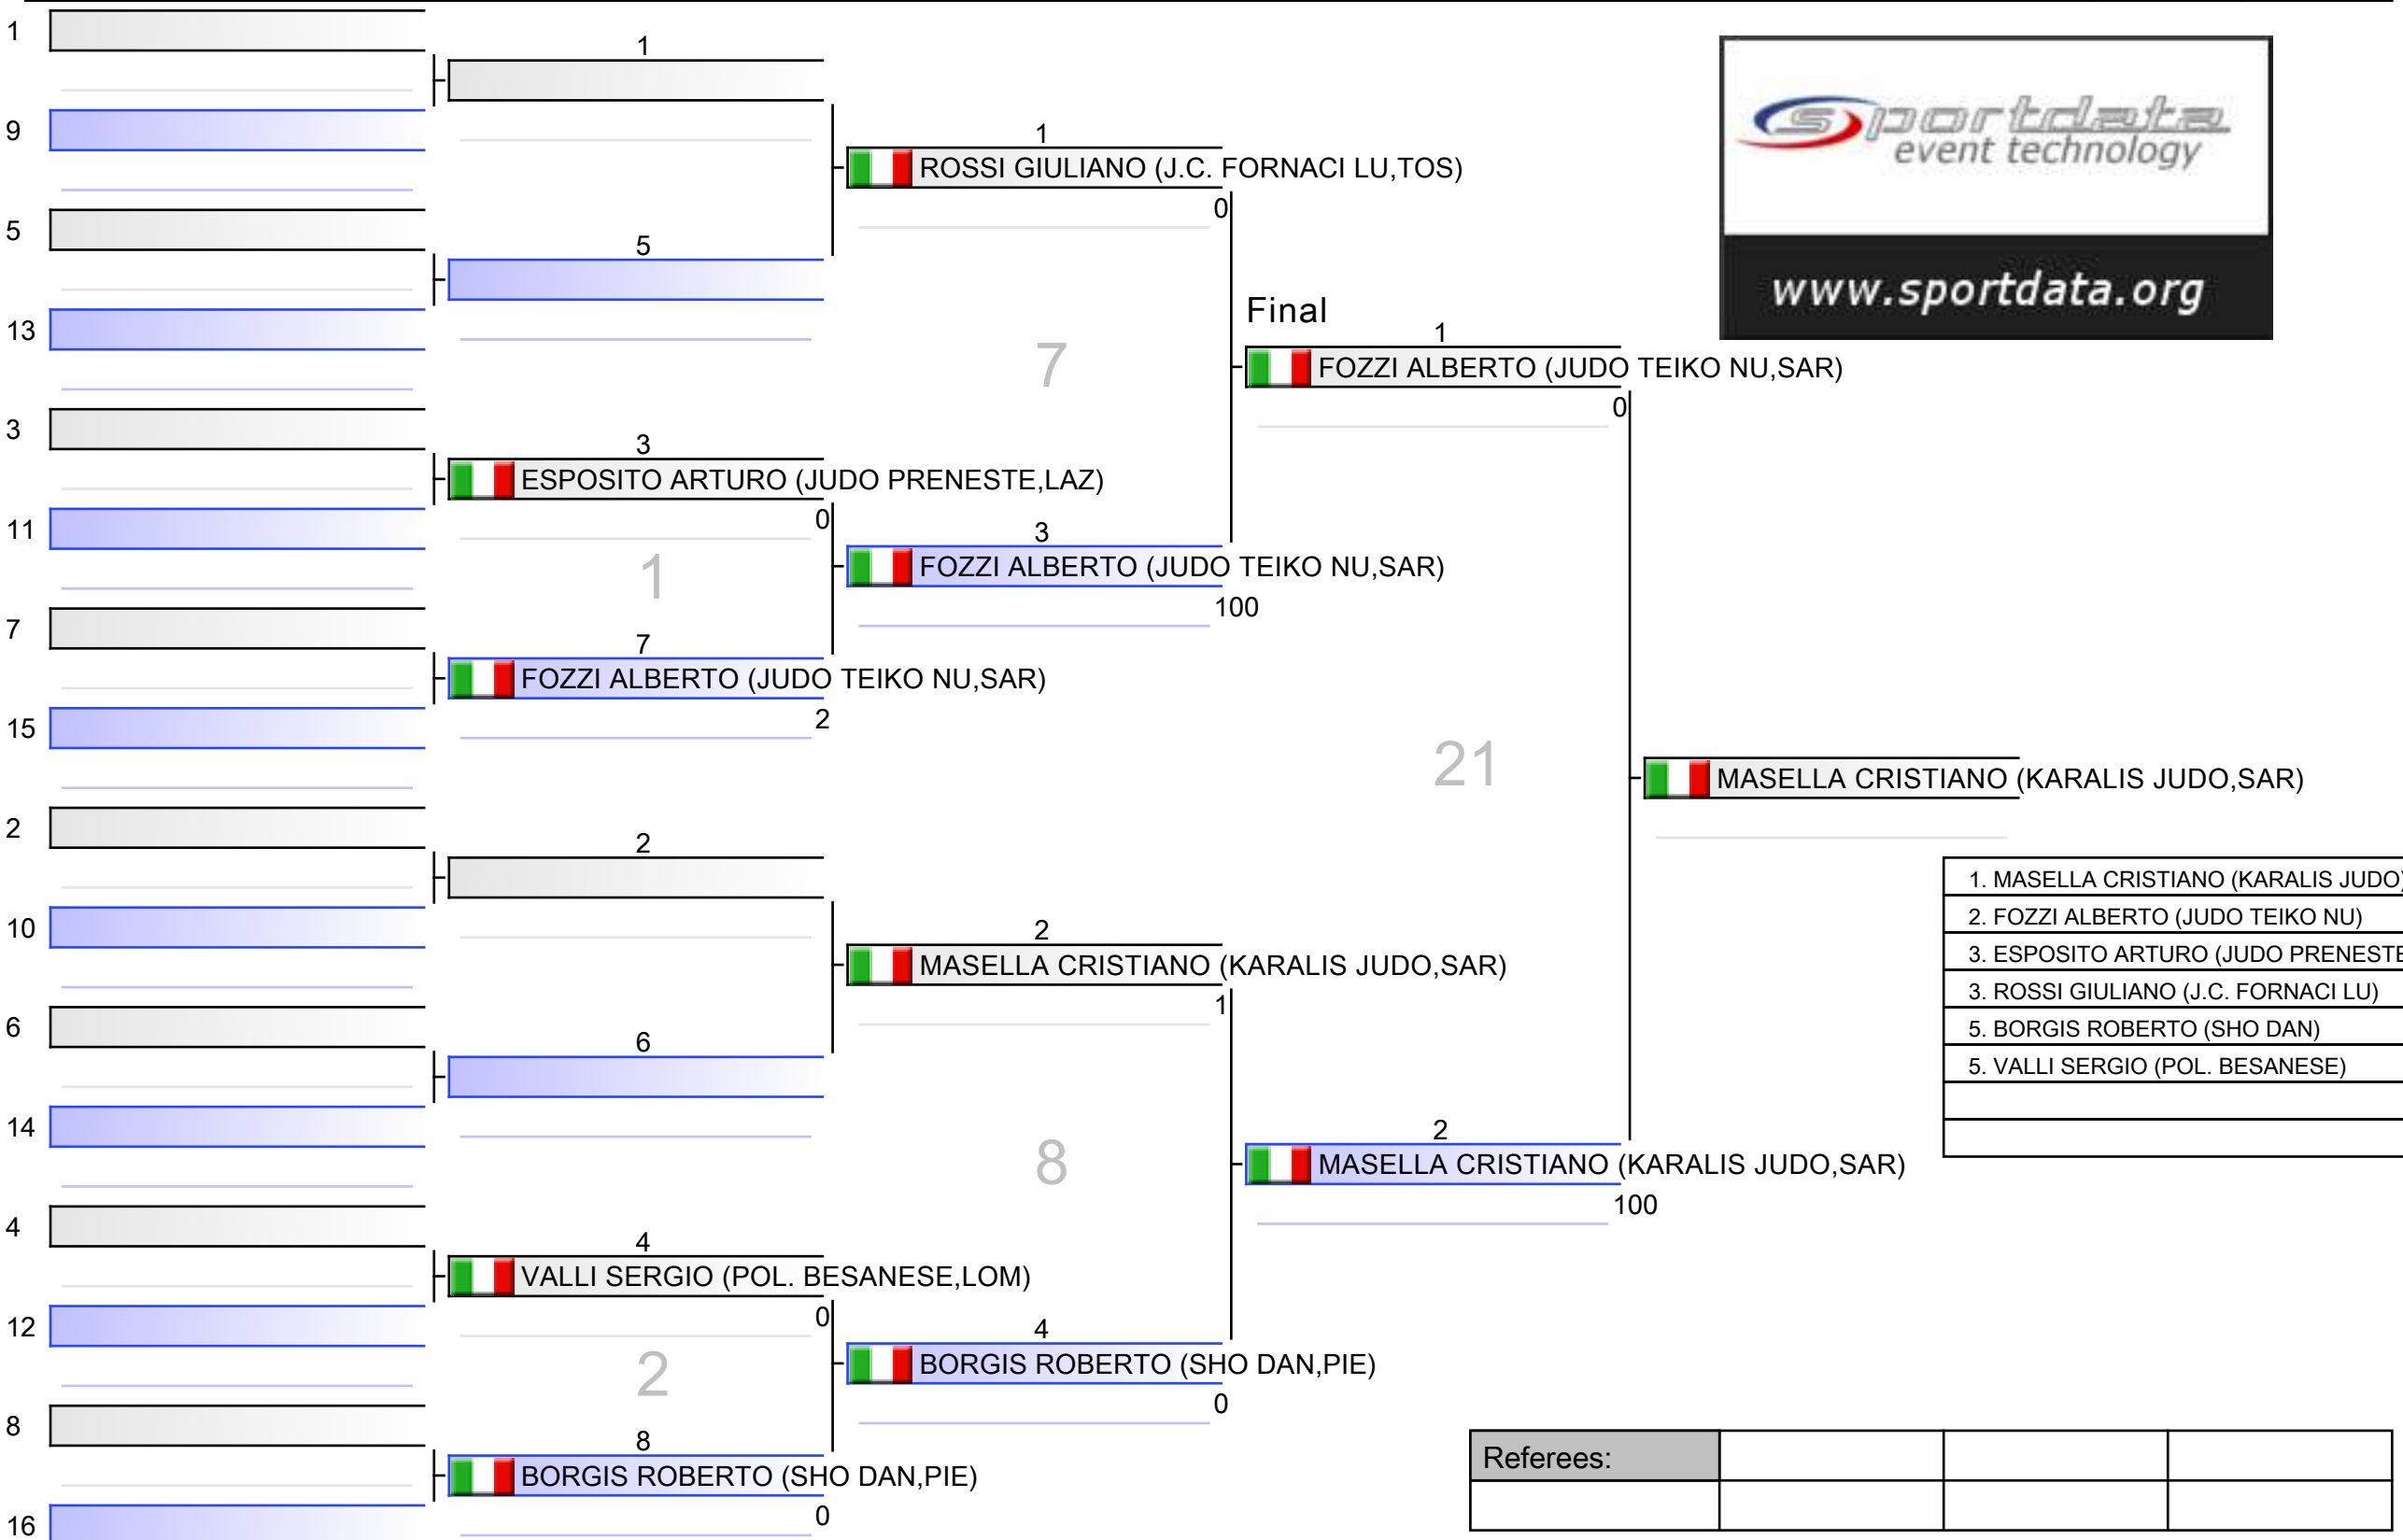 1
1
9
sportdata
event technology
1
ROSSI GIULIANO (J.C. FORNACI LU,TOS)
0
5
5
www.sportdata.org
13
Final
1
7
FOZZI ALBERTO (JUDO TEIKO NU,SAR)
0
3
3
ESPOSITO ARTURO (JUDO PRENESTE,LAZ)
0
11
3
1
FOZZI ALBERTO (JUDO TEIKO NU,SAR)
100
7
7
FOZZI ALBERTO (JUDO TEIKO NU,SAR)
2
15
21
MASELLA CRISTIANO (KARALIS JUDO,SAR)
2
2
1. MASELLA CRISTIANO (KARALIS JUDO)
2. FOZZI ALBERTO (JUDO TEIKO NU)
3. ESPOSITO ARTURO (JUDO PRENESTE
3. ROSSI GIULIANO (J.C. FORNACI LU)
5. BORGIS ROBERTO (SHO DAN)
5. VALLI SERGIO (POL. BESANESE)
10
2
MASELLA CRISTIANO (KARALIS JUDO,SAR)
1
6
6
14
8
2
MASELLA CRISTIANO (KARALIS JUDO,SAR)
100
4
4
VALLI SERGIO (POL. BESANESE,LOM)
0
12
4
2
BORGIS ROBERTO (SHO DAN,PIE)
0
8
8
BORGIS ROBERTO (SHO DAN,PIE)
0
Referees:
16